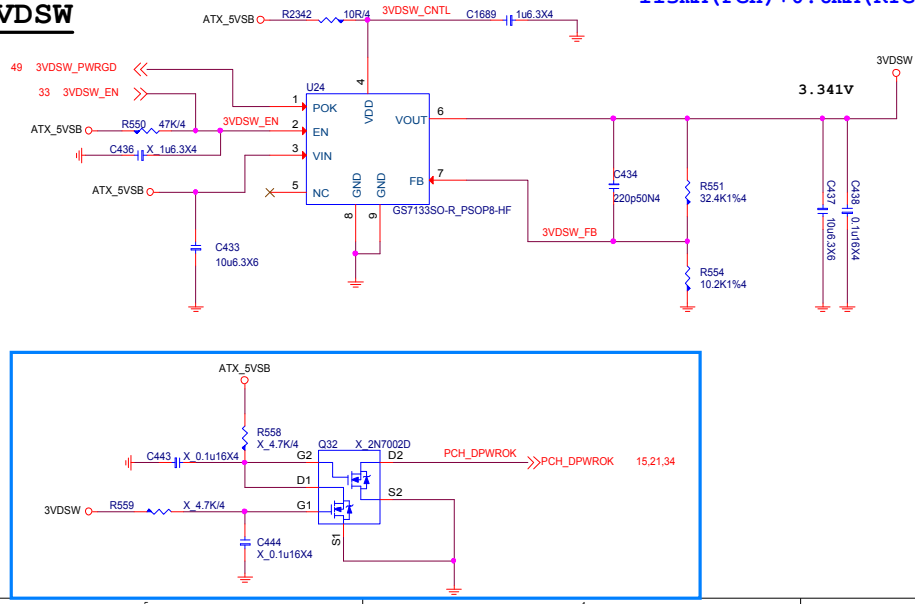 VDSW
ATX_5VSB
R2342
10R/4
3VDSW_CNTL
C1689
1u6.3X4
49 3VDSW_PWRGD
33 3VDSW_EN
ATX_5VSB
R550
47K/4
3VDSW_EN
C436
X_1u6.3X4
ATX_5VSB
C433
10u6.3X6
U24
1
POK
2
EN
3
VIN
5
NC
4
VDD
VOUT
6
FB
7
GND
GND
8
9
GS7133SO-R_PSOP8-HF
3VDSW_FB
C434
220p50N4
R551
32.4K1%4
R554
10.2K1%4
3.341V
3VDSW
C437
10u6.3X6
C438
0.1u16X4
ATX_5VSB
R558
X_4.7K/4
C443
X_0.1u16X4
Q32
X_2N7002D
G2
D1
G1
S1
D2
S2
PCH_DPWROK
PCH_DPWROK
15,21,34
3VDSW
R559
X_4.7K/4
C444
X_0.1u16X4